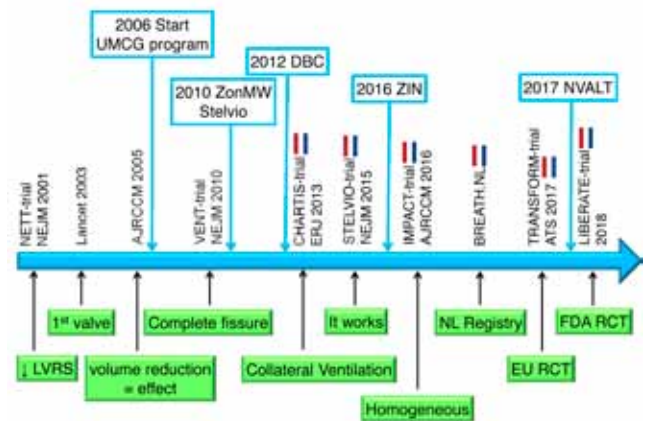 2006 Start
UMCG program
2010 ZonMW
Stelvio
2012 DBC
2016 ZIN
2017 NVALT
NETT-trial
NEJM 2001
Lancet 2003
AJRCCM 2005
VENT-trial
NEJM 2010
CHARTIS-trial
ERJ 2013
STELVIO-trial
NEJM 2015
IMPACT-trial
AJRCCM 2016
BREATH.NL
TRANSFORM-trial
ATS 2017
LIBERATE-trial
2018
1st valve
Complete fissure
It works
NL Registry
FDA RCT
↓ LVRS
volume reduction
= effect
Collateral Ventilation
Homogeneous
EU RCT